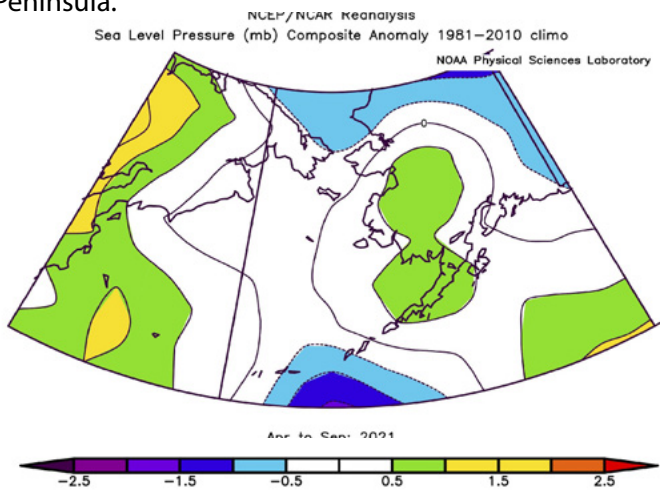 Peninsula.
NCEP/NCAR Reanalysis
Sea Level Pressure (mb) Composite Anomaly 1981−2010 climo
NOAA Physical Sciences Laboratory
0
Apr to Sep: 2021
−2.5 −1.5 −0.5 0.5 1.5 2.5